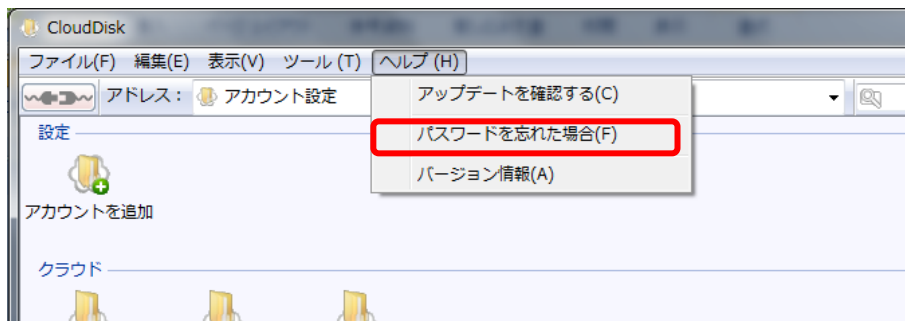 CloudDisk
ファイル(F) 編集(E) 表示(V) ツール (T) ヘルプ (H)
アドレス： アカウント設定
アップデートを確認する(C)
パスワードを忘れた場合(F)
バージョン情報(A)
設定
アカウントを追加
クラウド